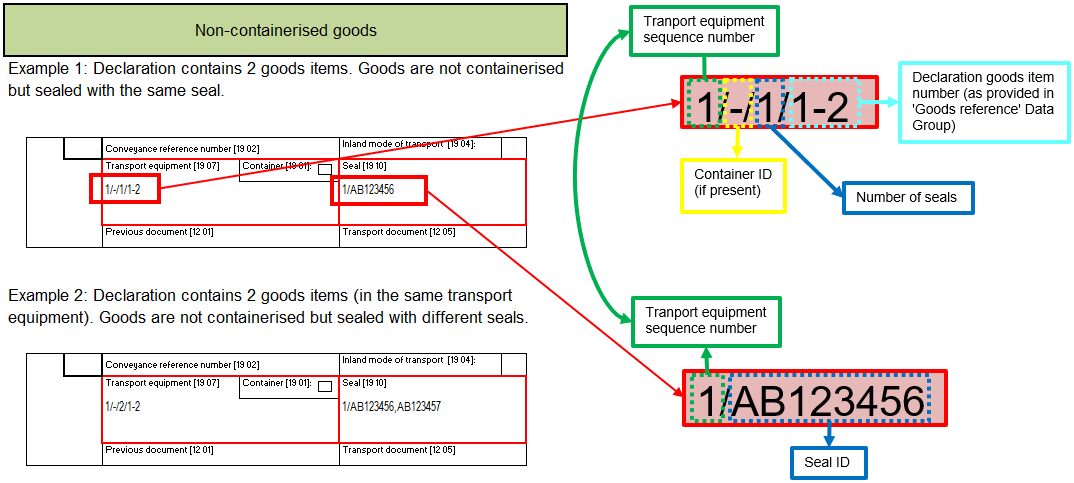 Non-containerised goods
Example 1: Declaration contains 2 goods items. Goods are not containerised
but sealed with the same seal.
Conveyance reference number [19 02]
Inland mode of transport [19 04]:
Transport equipment [19 07]
Container [19 01]:
Seal [19 10]
1/-/1/1-2
1/AB123456
Previous document [12 01]
Transport document [12 05]
Example 2: Declaration contains 2 goods items (in the same transport
equipment). Goods are not containerised but sealed with different seals.
Conveyance reference number [19 02]
Inland mode of transport [19 04]:
Transport equipment [19 07]
Container [19 01]:
Seal [19 10]
1/-/2/1-2
1/AB123456,AB123457
Previous document [12 01]
Transport document [12 05]
Tranport equipment
sequence number
1/-/1/1-2
Declaration goods item
number (as provided in
'Goods reference' Data
Group)
Container ID
(if present)
Number of seals
Tranport equipment
sequence number
1/AB123456
Seal ID